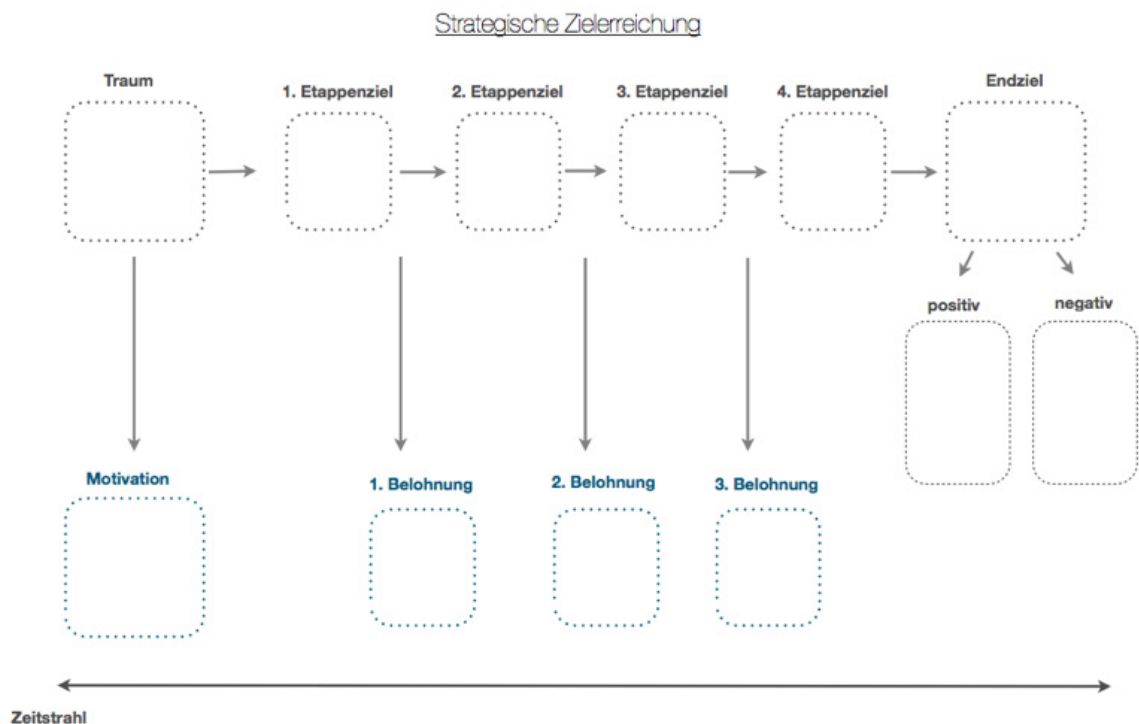 Strategische Zielerreichung
Traum
1. Etappenziel
2. Etappenziel
3. Etappenziel
4. Etappenziel
Endziel
positiv
negativ
Motivation
1. Belohnung
2. Belohnung
3. Belohnung
Zeitstrahl